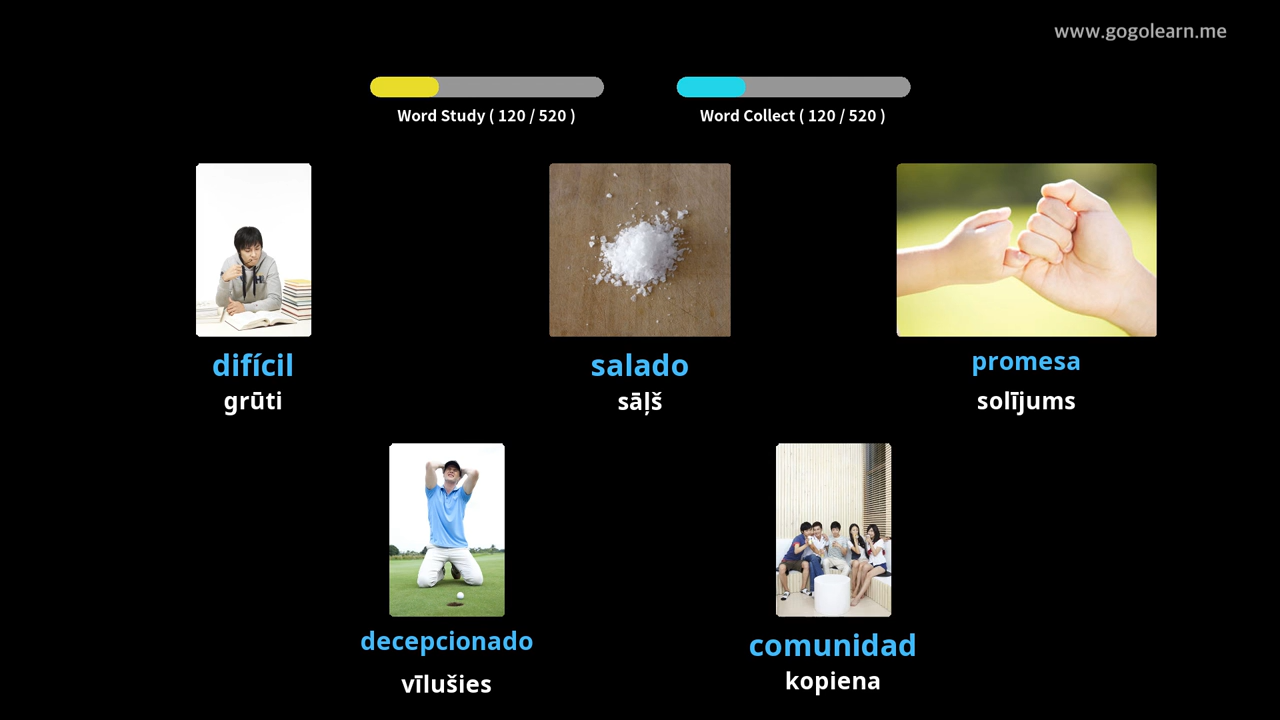 www.gogolearn.me
Word Study ( 120 / 520 )
Word Collect ( 120 / 520 )
difícil
grūti
salado
sāļš
promesa
solījums
decepcionado
vīlušies
comunidad
kopiena